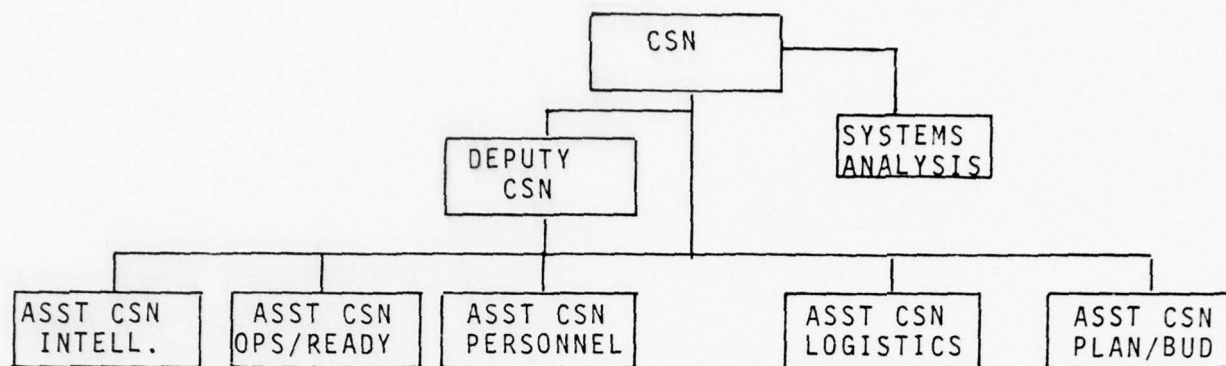 CSN
SYSTEMS
ANALYSIS
DEPUTY
CSN
ASST CSN
INTELL.
ASST CSN
OPS/READY
ASST CSN
PERSONNEL
ASST CSN
LOGISTICS
ASST CSN
PLAN/BUD